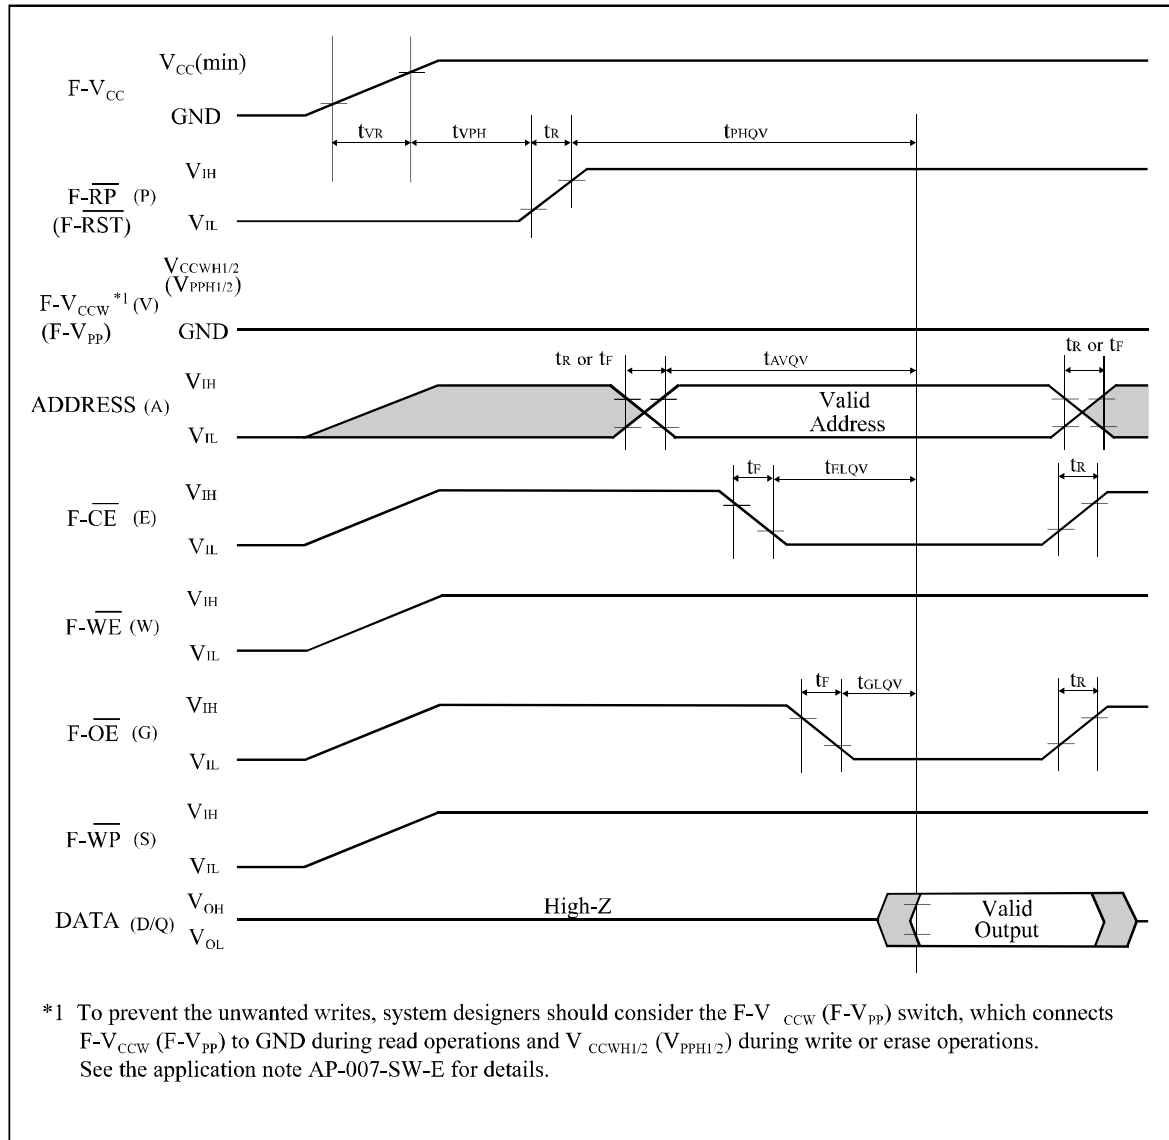 VCC(min)
F-VCC
GND
tVR tVPH tR tPHQV
VIH
F-RP (P)
(F-RST)
VIL
VCCWH1/2
(VPPH1/2)
F-VCCW *1 (V)
(F-VPP)
GND
tR or tF tAVQV tR or tF
VIH
ADDRESS (A)
Valid
Address
VIL
tF tELQV tR
VIH
F-CE (E)
VIL
VIH
F-WE (W)
VIL
tF tGLQV tR
VIH
F-OE (G)
VIL
VIH
F-WP (S)
VIL
VOH
DATA (D/Q)
High-Z
Valid
Output
VOL
*1 To prevent the unwanted writes, system designers should consider the F-V CCW (F-VPP) switch, which connects
F-VCCW (F-VPP) to GND during read operations and V CCWH1/2 (VPPH1/2) during write or erase operations.
See the application note AP-007-SW-E for details.